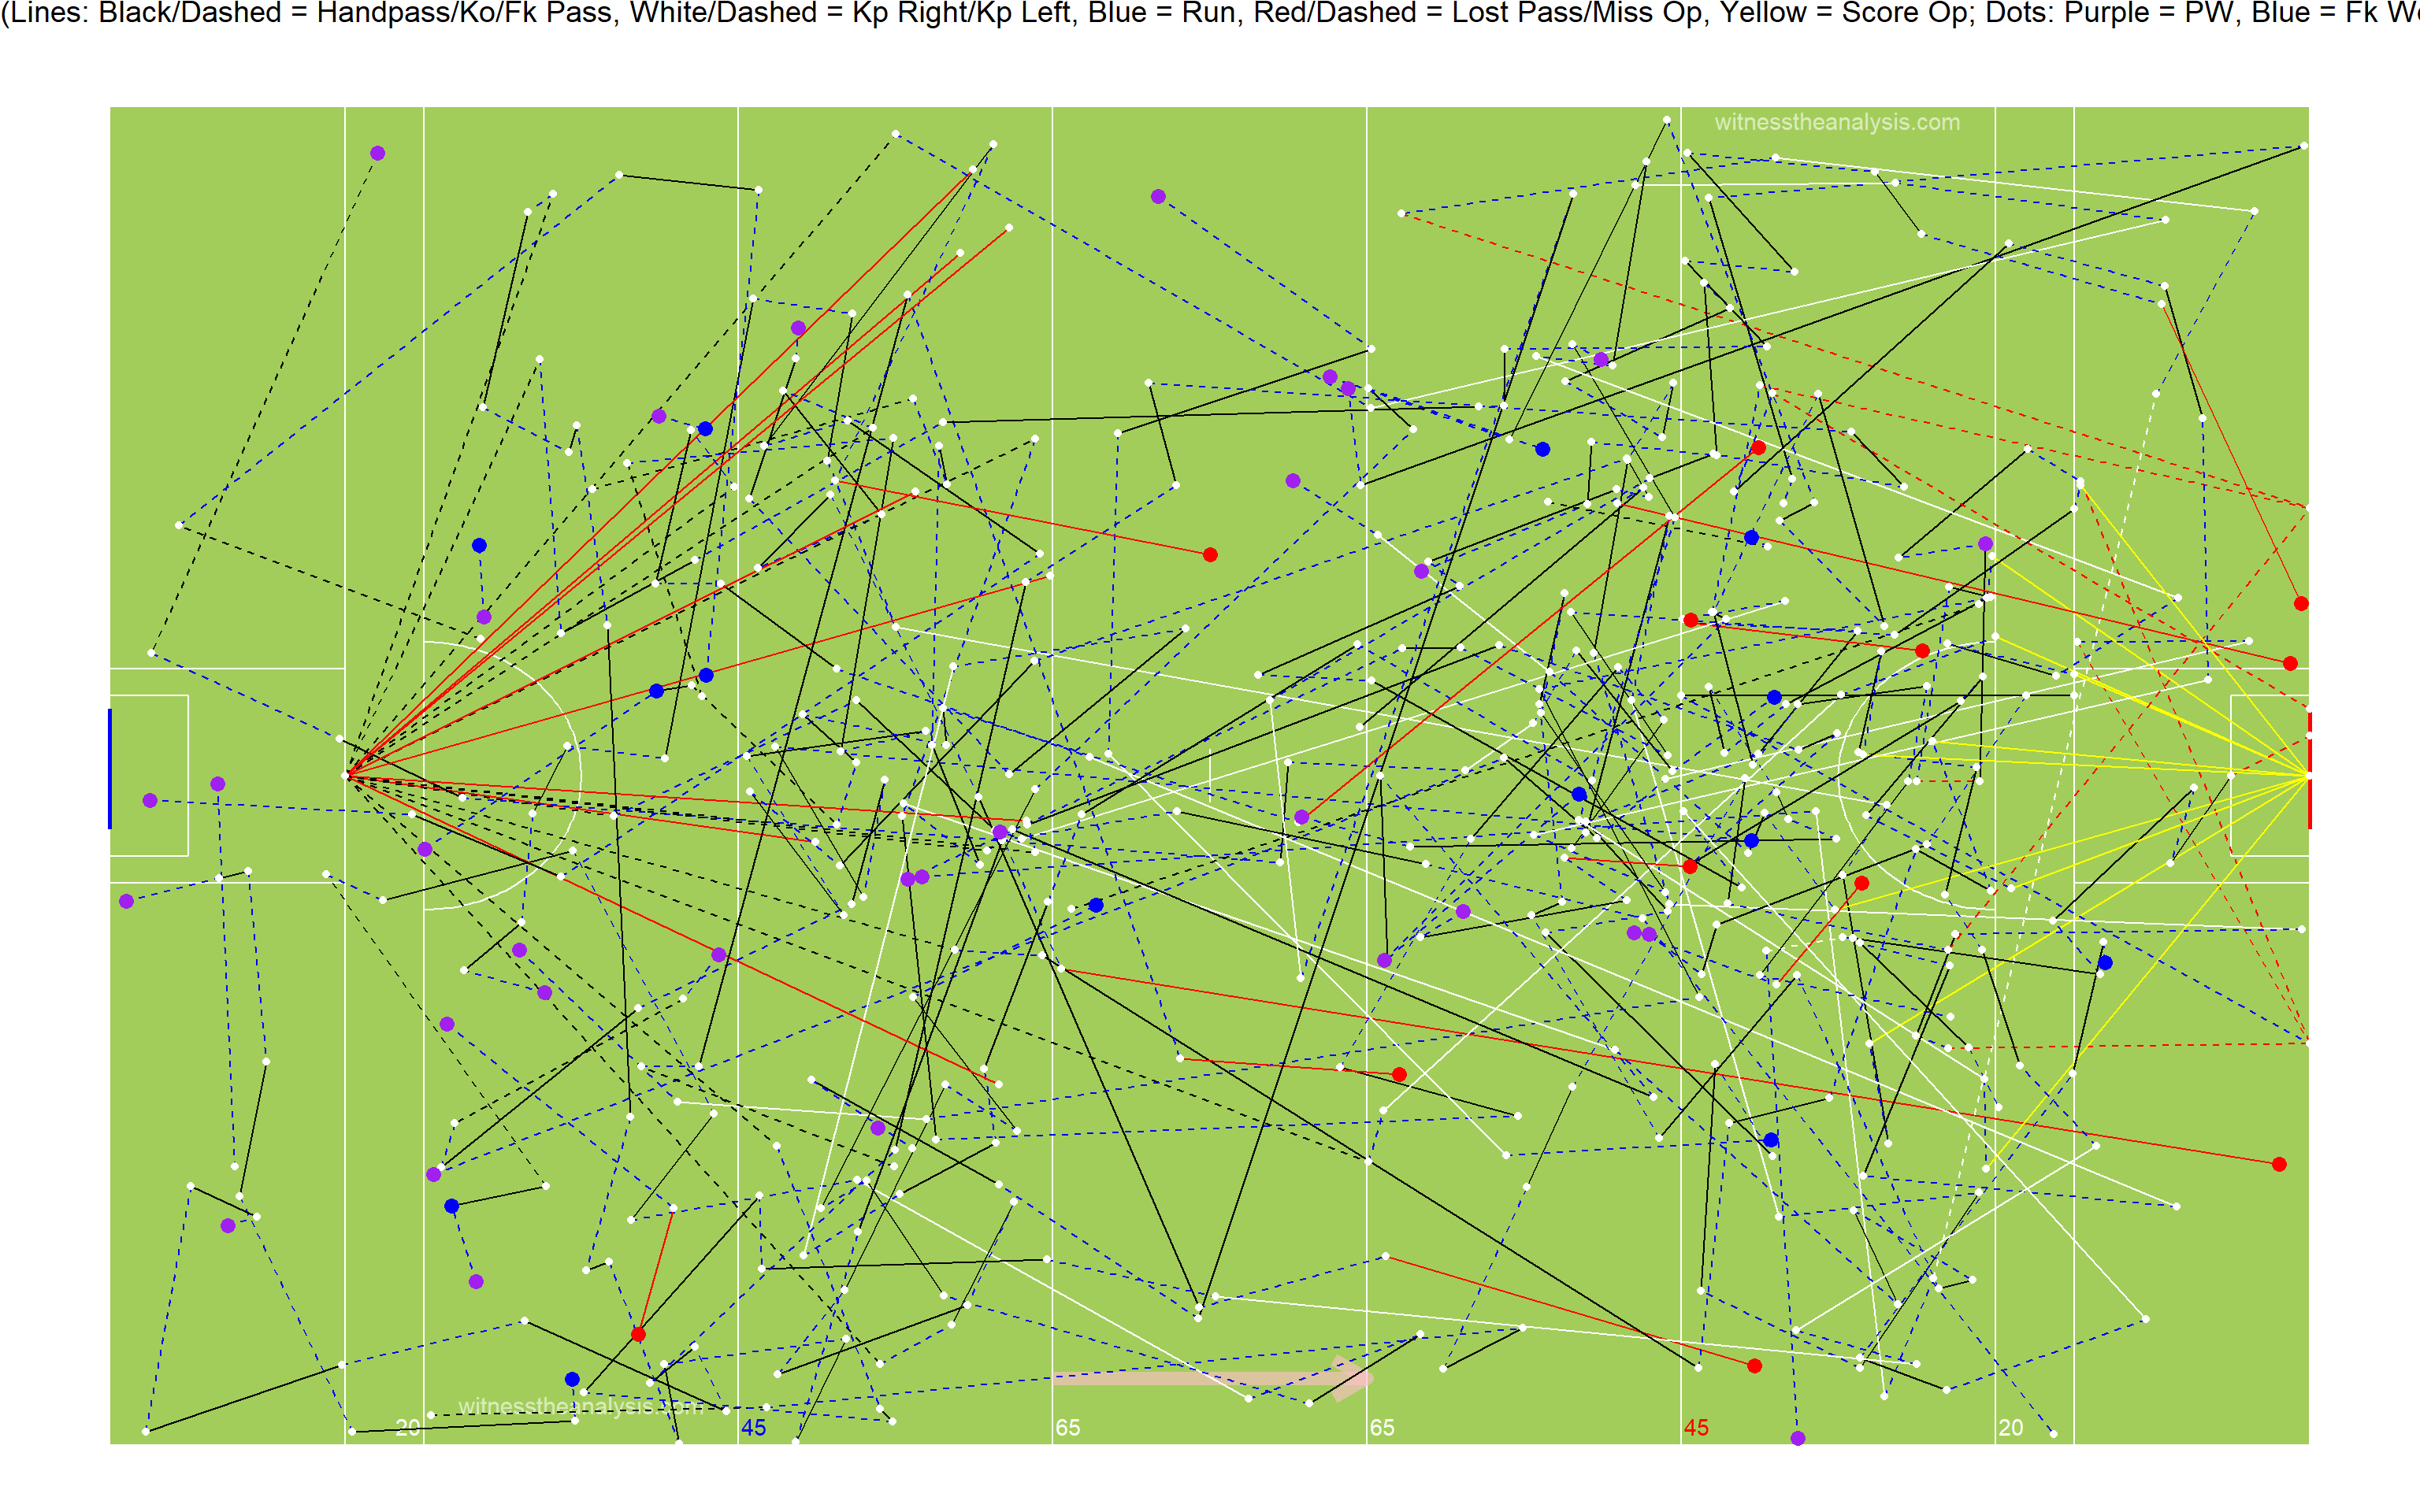 (Lines: Black/Dashed = Handpass/Ko/Fk Pass, White/Dashed = Kp Right/Kp Left, Blue = Run, Red/Dashed = Lost Pass/Miss Op, Yellow = Score Op; Dots: Purple = PW, Blue = Fk
witnesstheanalysis.com
witnesstheanalysis.com
20 45 65 65 45 20